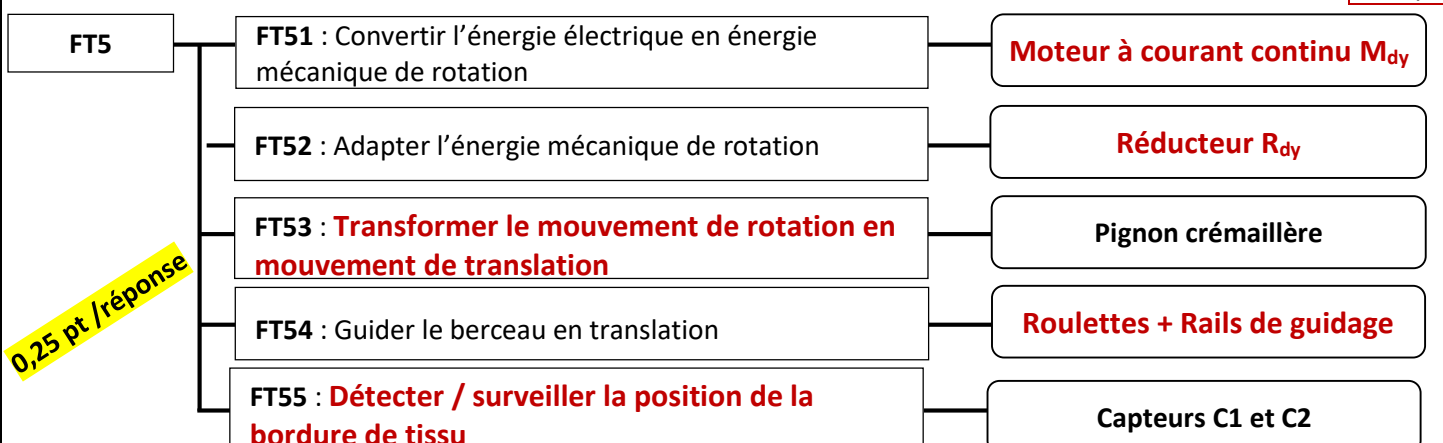 FT5
FT51 : Convertir l’énergie électrique en énergie
mécanique de rotation
Moteur à courant continu Mdy
FT52 : Adapter l’énergie mécanique de rotation
Réducteur Rdy
FT53 : Transformer le mouvement de rotation en
mouvement de translation
Pignon crémaillère
0,25 pt /réponse
FT54 : Guider le berceau en translation
Roulettes + Rails de guidage
FT55 : Détecter / surveiller la position de la
bordure de tissu
Capteurs C1 et C2